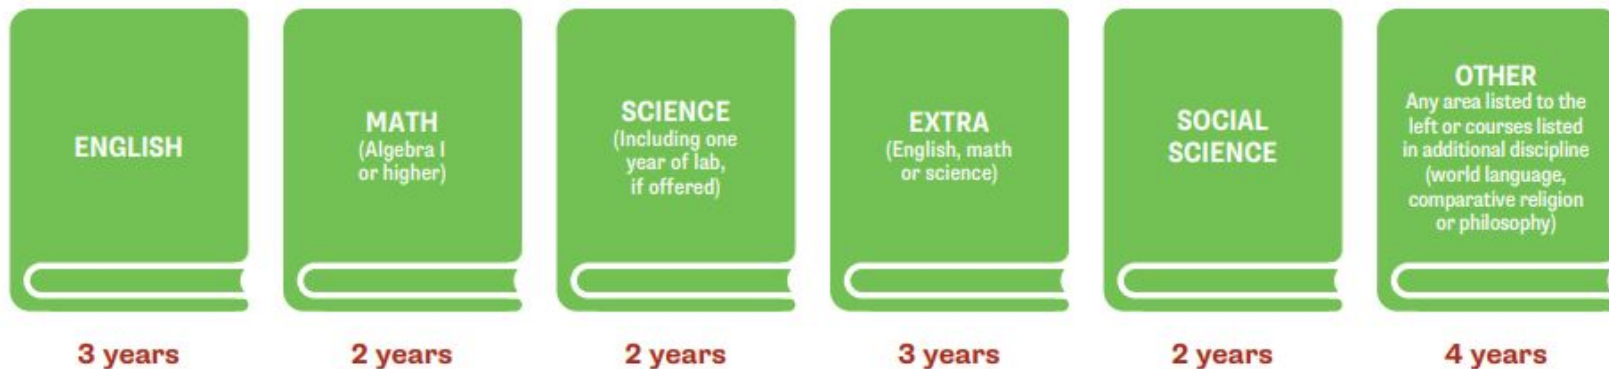 ENGLISH
3 years
MATH
(Algebra I
or higher)
2 years
SCIENCE
(Including one
year of lab,
if offered)
2 years
EXTRA
(English, math
or science)
3 years
SOCIAL
SCIENCE
2 years
OTHER
Any area listed to the
left or courses listed
in additional discipline
(world language,
comparative religion
or philosophy)
4 years